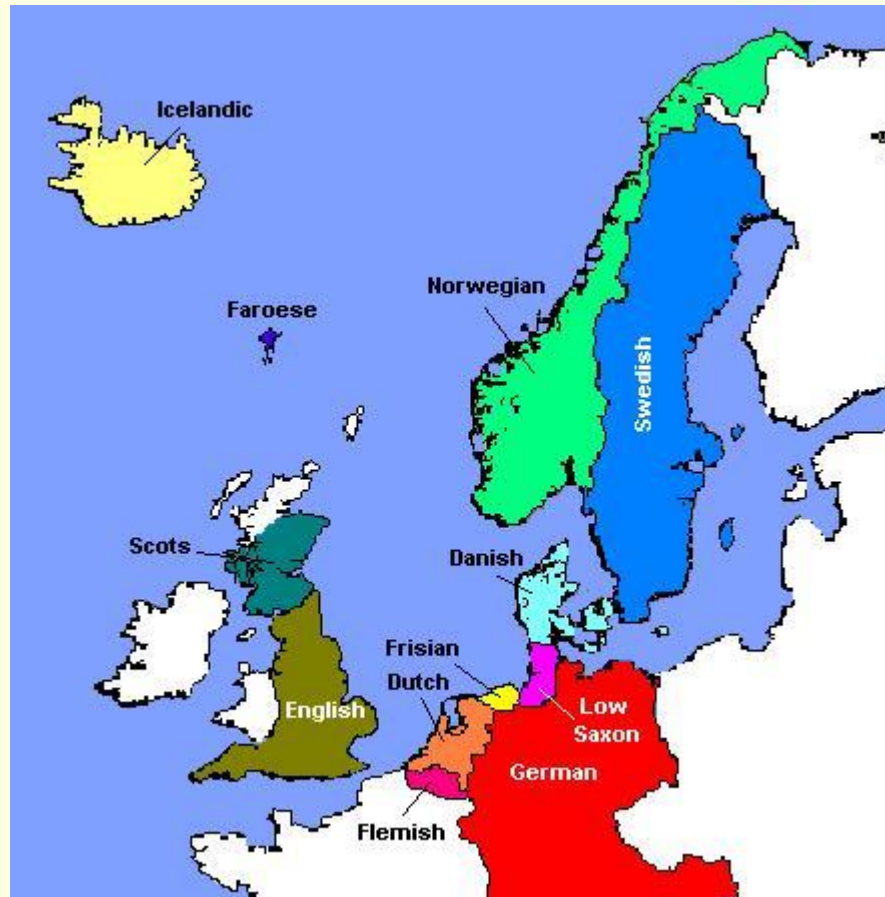 Icelandic
Faroese
Norwegian
Swedish
Scots
Danish
Frisian
Dutch
English
Low
Saxon
German
Flemish